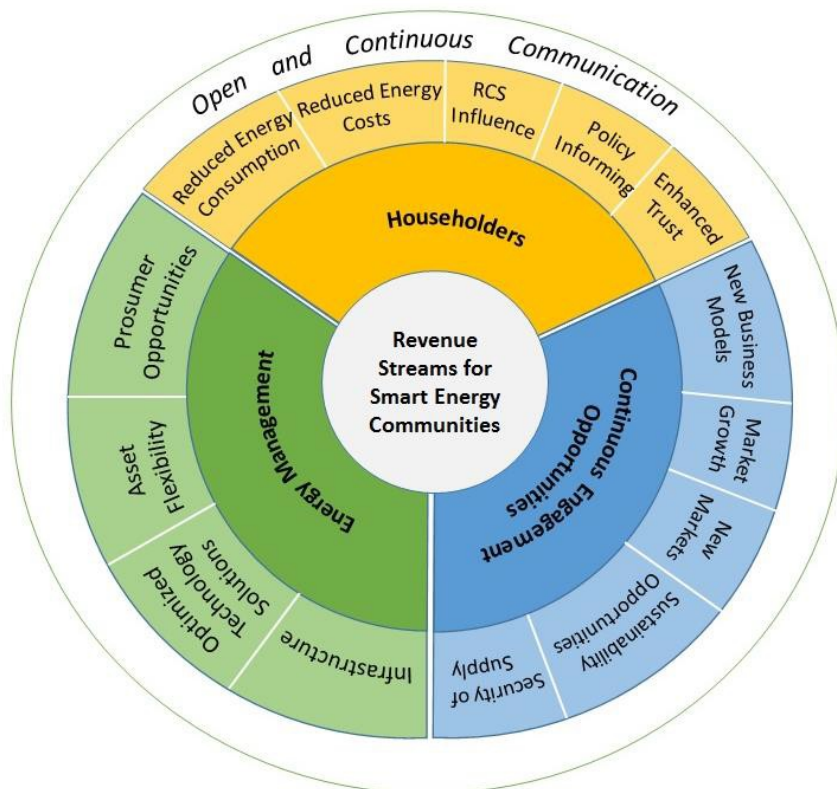 Open and Continuous Communication
Reduced Energy
Consumption
Reduced Energy
Costs
RCS
Influence
Policy
Informing
Enhanced
Trust
Householders
New Business
Models
Market
Growth
New
Markets
Sustainability
Opportunities
Security of
Supply
Continuous Engagement
Opportunities
Infrastructure
Optimized
Technology
Solutions
Asset
Flexibility
Prosumer
Opportunities
Energy Management
Revenue
Streams for
Smart Energy
Communities